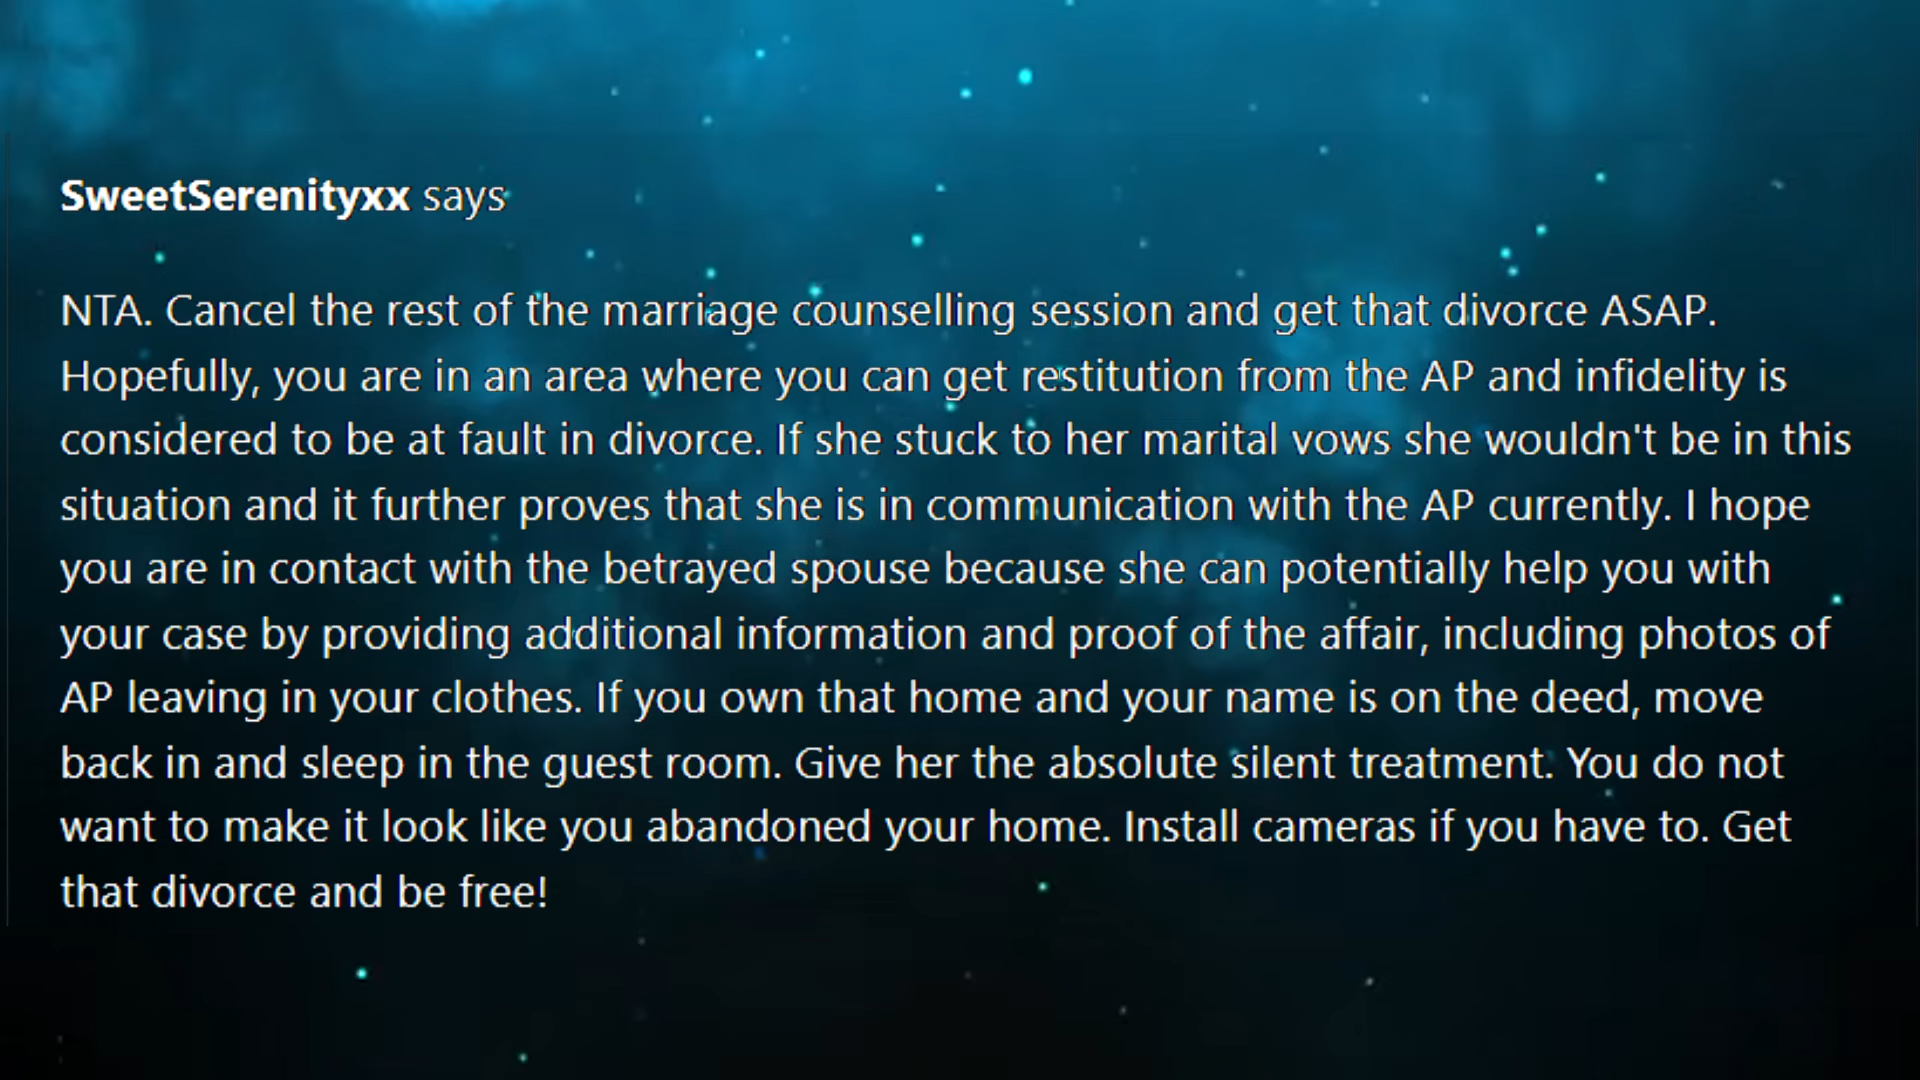 SweetSerenityxx says
NTA. Cancel the rest of the marriage counselling session and get that divorce ASAP.
Hopefully, you are in an area where you can get restitution from the AP and infidelity is
considered to be at fault in divorce. If she stuck to her marital vows she wouldn't be in this
situation and it further proves that she is in communication with the AP currently. I hope
you are in contact with the betrayed spouse because she can potentially help you with
your case by providing additional information and proof of the affair, including photos of
AP leaving in your clothes. If you own that home and your name is on the deed, move
back in and sleep in the guest room. Give her the absolute silent treatment. You do not
want to make it look like you abandoned your home. Install cameras if you have to. Get
that divorce and be free!